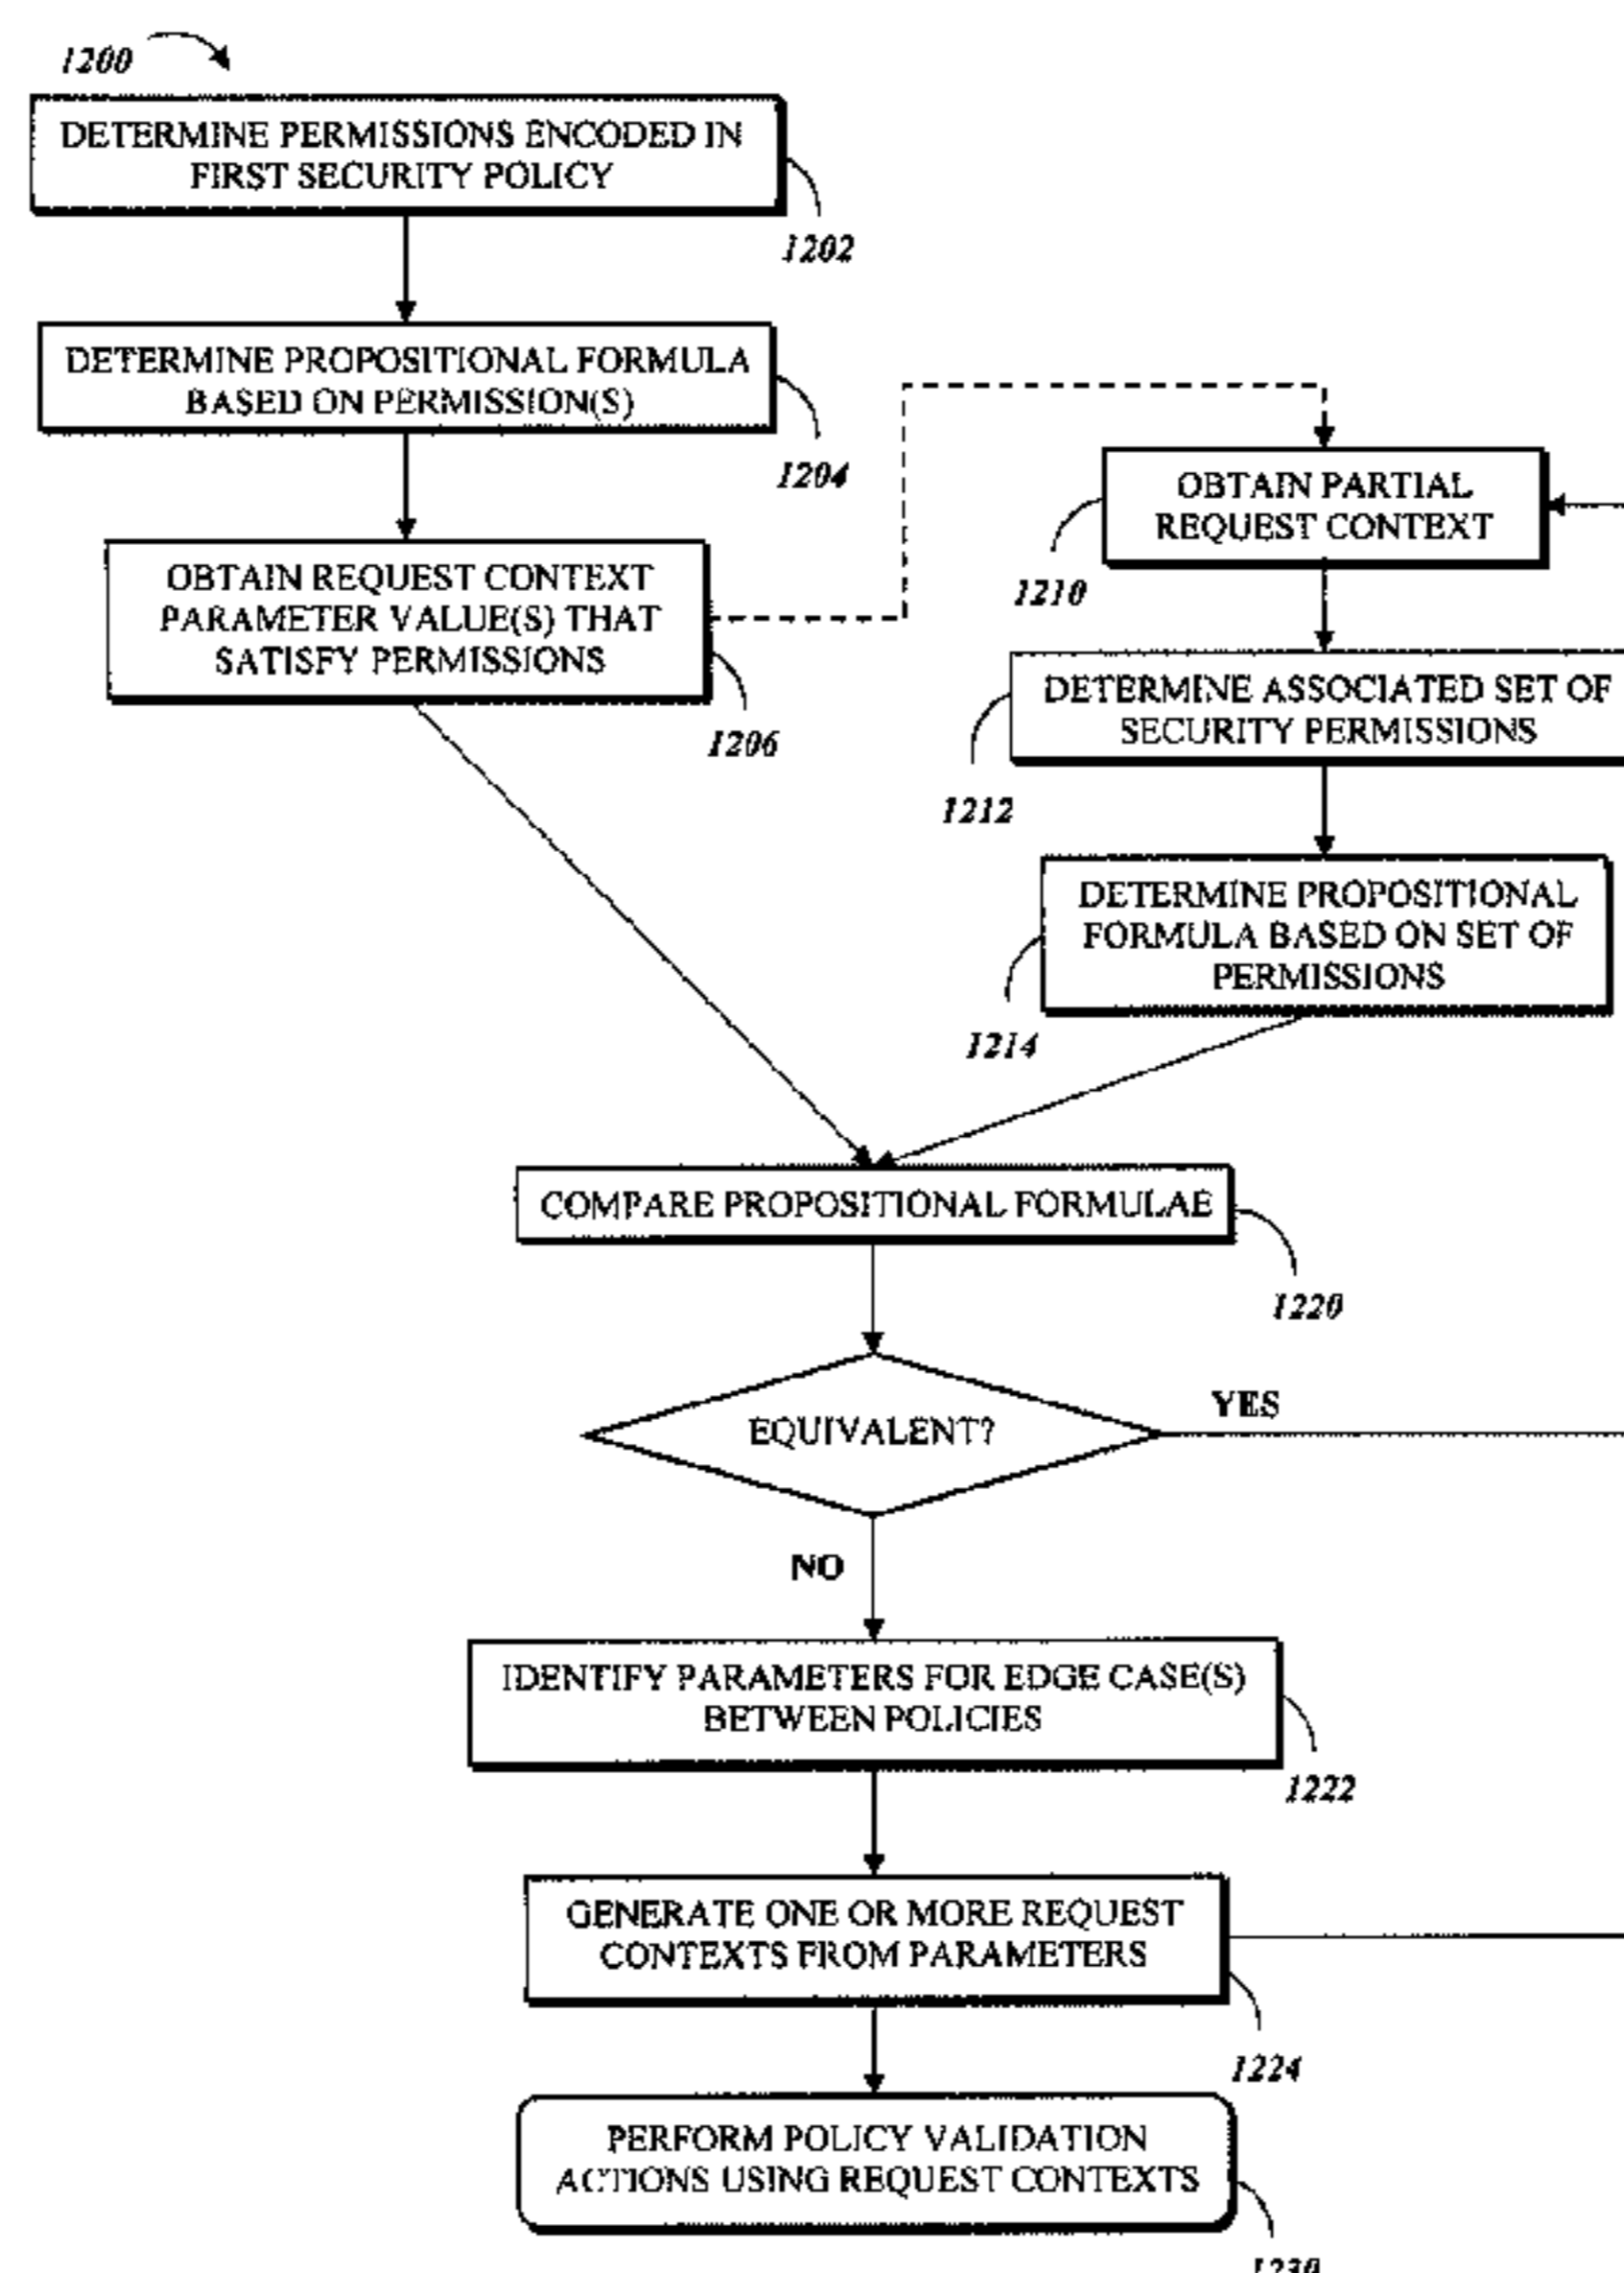 1200
DETERMINE PERMISSIONS ENCODED IN
FIRST SECURITY POLICY
1202
DETERMINE PROPOSITIONAL FORMULA
BASED ON PERMISSION(S)
1204
OBTAIN REQUEST CONTEXT
PARAMETER VALUE(S) THAT
SATISFY PERMISSIONS
1206
OBTAIN PARTIAL
REQUEST CONTEXT
1210
DETERMINE ASSOCIATED SET OF
SECURITY PERMISSIONS
1212
DETERMINE PROPOSITIONAL
FORMULA BASED ON SET OF
PERMISSIONS
1214
COMPARE PROPOSITIONAL FORMULAE
1220
EQUIVALENT?
YES
NO
IDENTIFY PARAMETERS FOR EDGE CASE(S)
BETWEEN POLICIES
1222
GENERATE ONE OR MORE REQUEST
CONTEXTS FROM PARAMETERS
1224
PERFORM POLICY VALIDATION
ACTIONS USING REQUEST CONTEXTS
1230